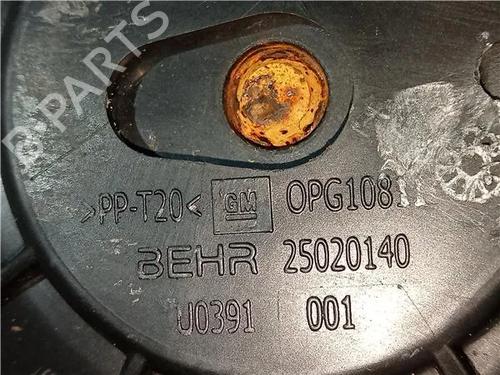 B-PARTS
>PP-T20< GM OPG108
BEHR 25020140
U0391 001